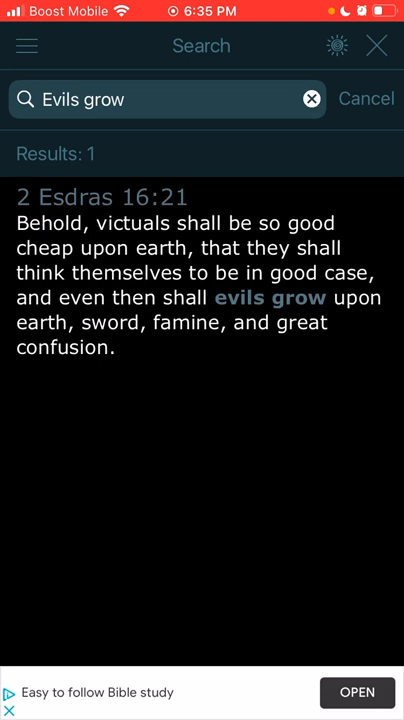 Boost Mobile 6:35 PM
Search
Evils grow Cancel
Results: 1
2 Esdras 16:21
Behold, victuals shall be so good
cheap upon earth, that they shall
think themselves to be in good case,
and even then shall evils grow upon
earth, sword, famine, and great
confusion.
Easy to follow Bible study OPEN